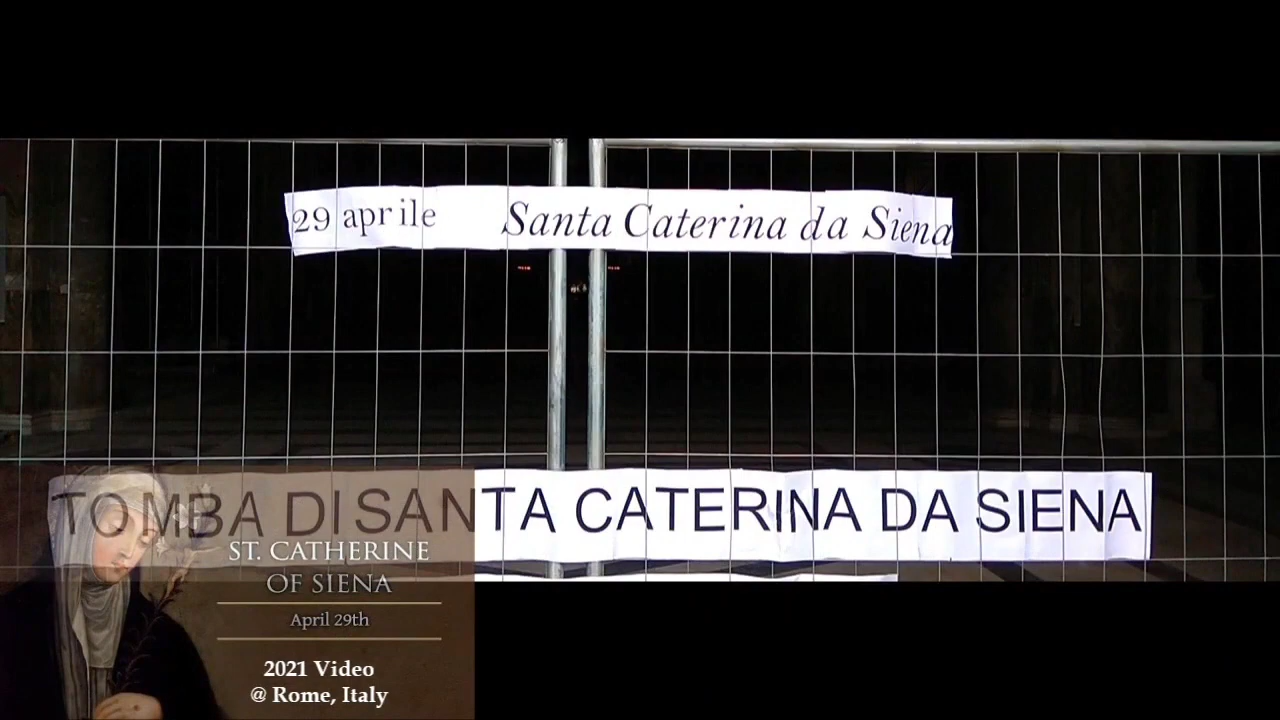 29 aprile Santa Caterina da Siena
TOMBA DI SANTA CATERINA DA SIENA
ST. CATHERINE
OF SIENA
April 29th
2021 Video
@ Rome, Italy